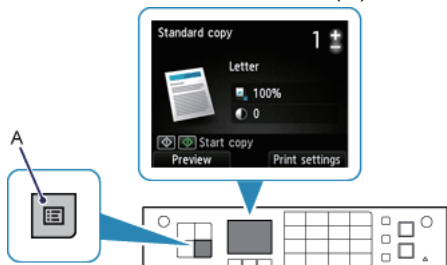 Standard copy
1
Letter
100%
0
Start copy
Preview
Print settings
A